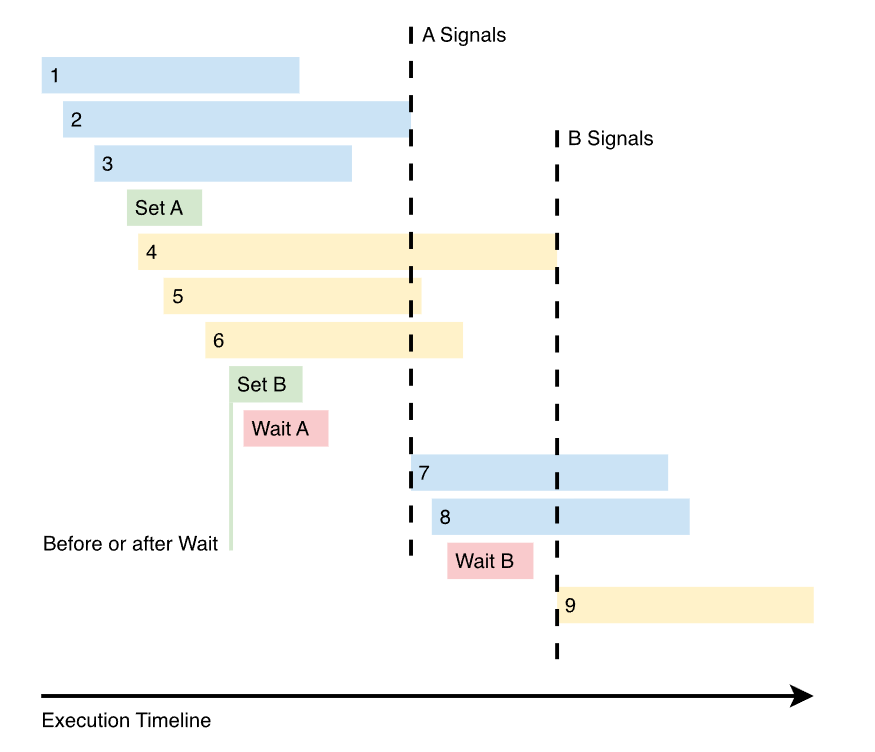 A Signals
1
2
B Signals
3
Set A
4
5
6
Set B
Wait A
7
8
Before or after Wait
Wait B
9
Execution Timeline